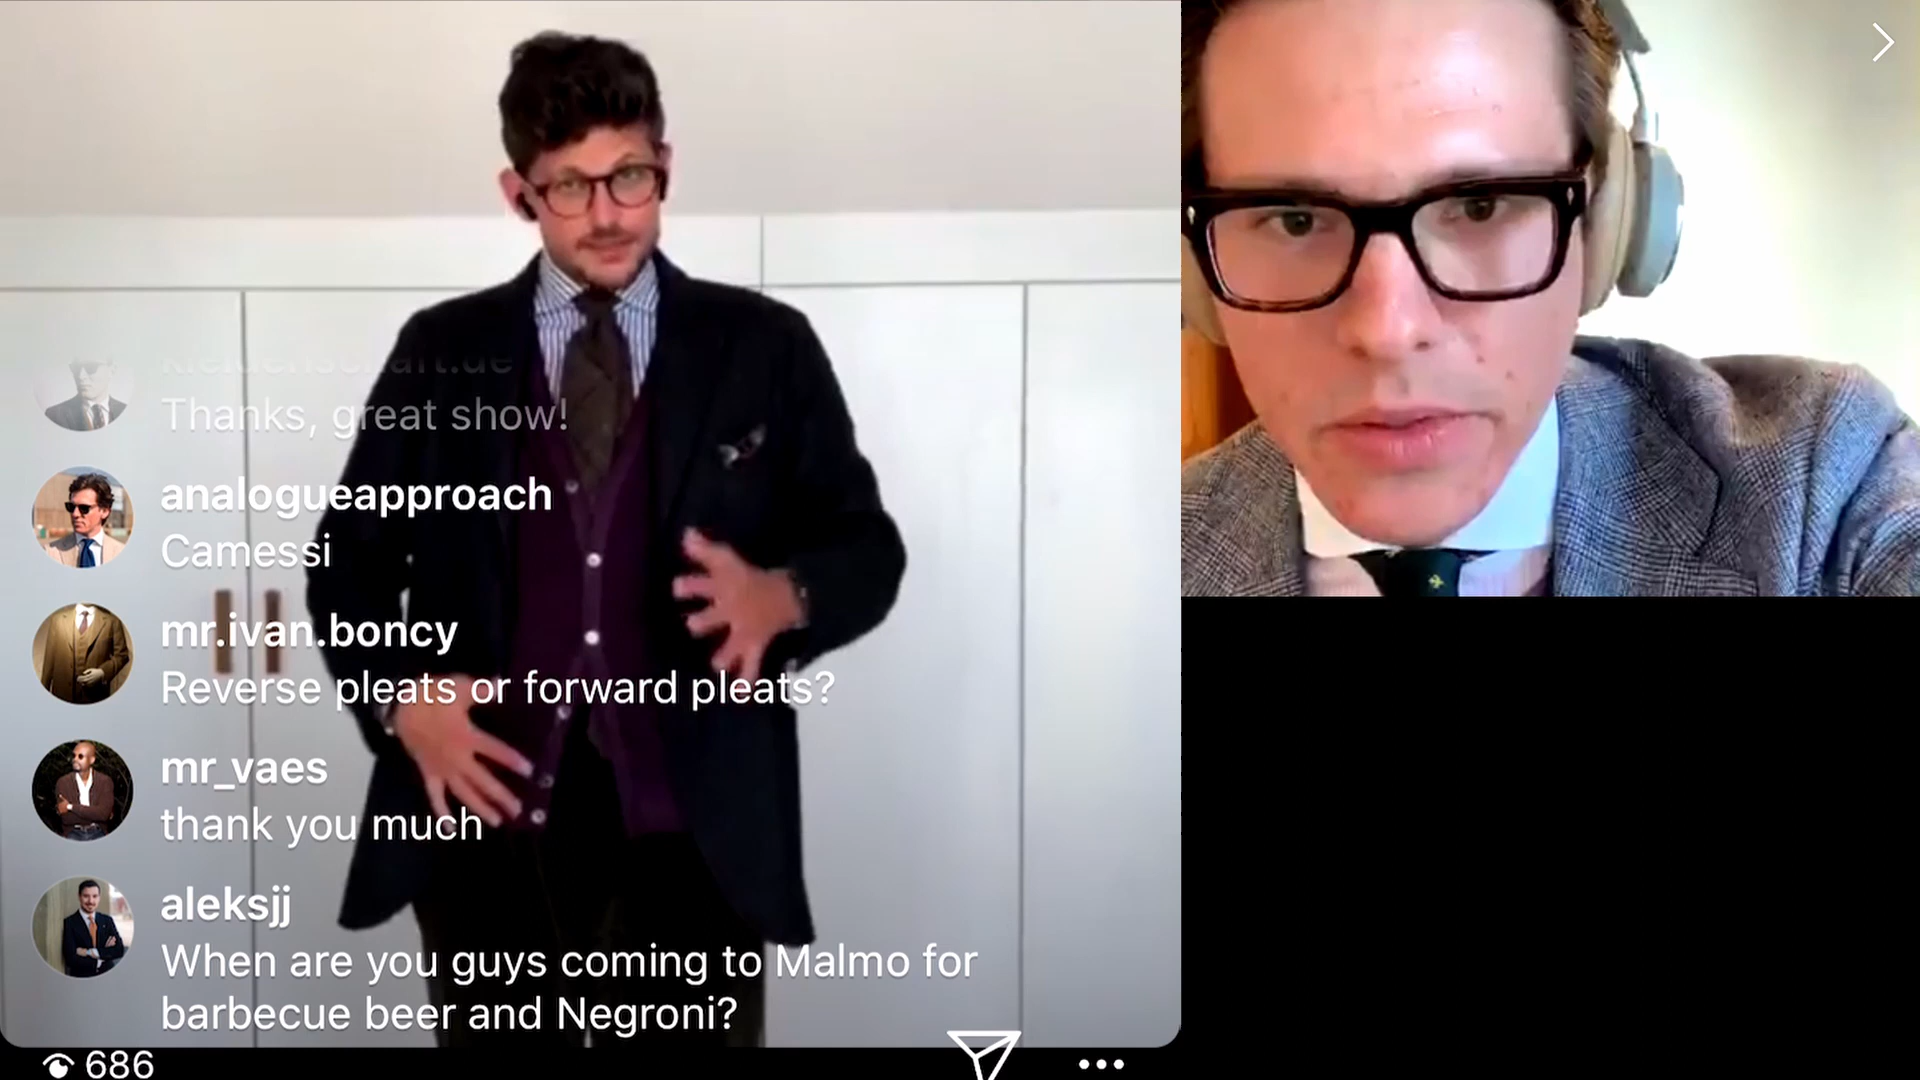 Thanks, great show!
analogueapproach
Camessi
mr.ivan.boncy
Reverse pleats or forward pleats?
mr_vaes
thank you much
aleksjj
When are you guys coming to Malmo for
barbecue beer and Negroni?
686